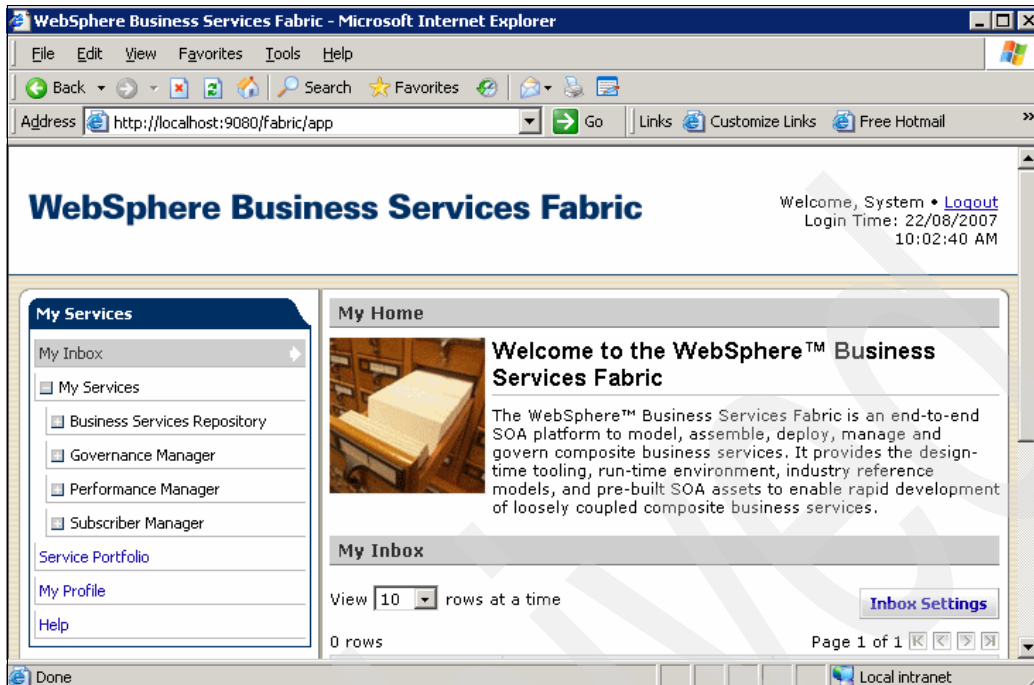 WebSphere Business Services Fabric - Microsoft Internet Explorer
File Edit View Favorites Tools Help
Back Search Favorites
Address http://localhost:9080/fabric/app Go Links Customize Links Free Hotmail »
WebSphere Business Services Fabric
Welcome, System • Logout
Login Time: 22/08/2007
10:02:40 AM
My Services
My Inbox
My Services
Business Services Repository
Governance Manager
Performance Manager
Subscriber Manager
Service Portfolio
My Profile
Help
My Home
Welcome to the WebSphere™ Business
Services Fabric
The WebSphere™ Business Services Fabric is an end-to-end
SOA platform to model, assemble, deploy, manage and
govern composite business services. It provides the design-
time tooling, run-time environment, industry reference
models, and pre-built SOA assets to enable rapid development
of loosely coupled composite business services.
My Inbox
View 10 rows at a time
Inbox Settings
0 rows
Page 1 of 1
Done
Local intranet